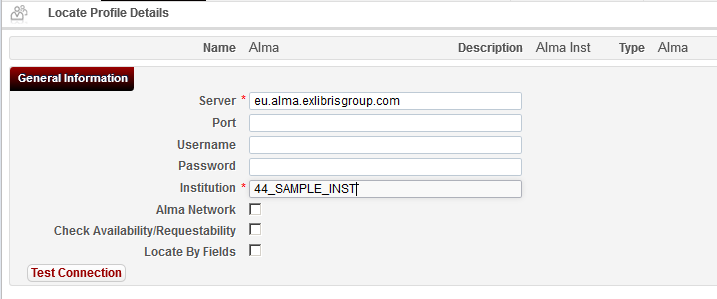 Locate Profile Details
Name Alma Description Alma Inst Type Alma
General Information
Server * eu.alma.exlibrisgroup.com
Port
Username
Password
Institution * 44_SAMPLE_INST
Alma Network
Check Availability/Requestability
Locate By Fields
Test Connection